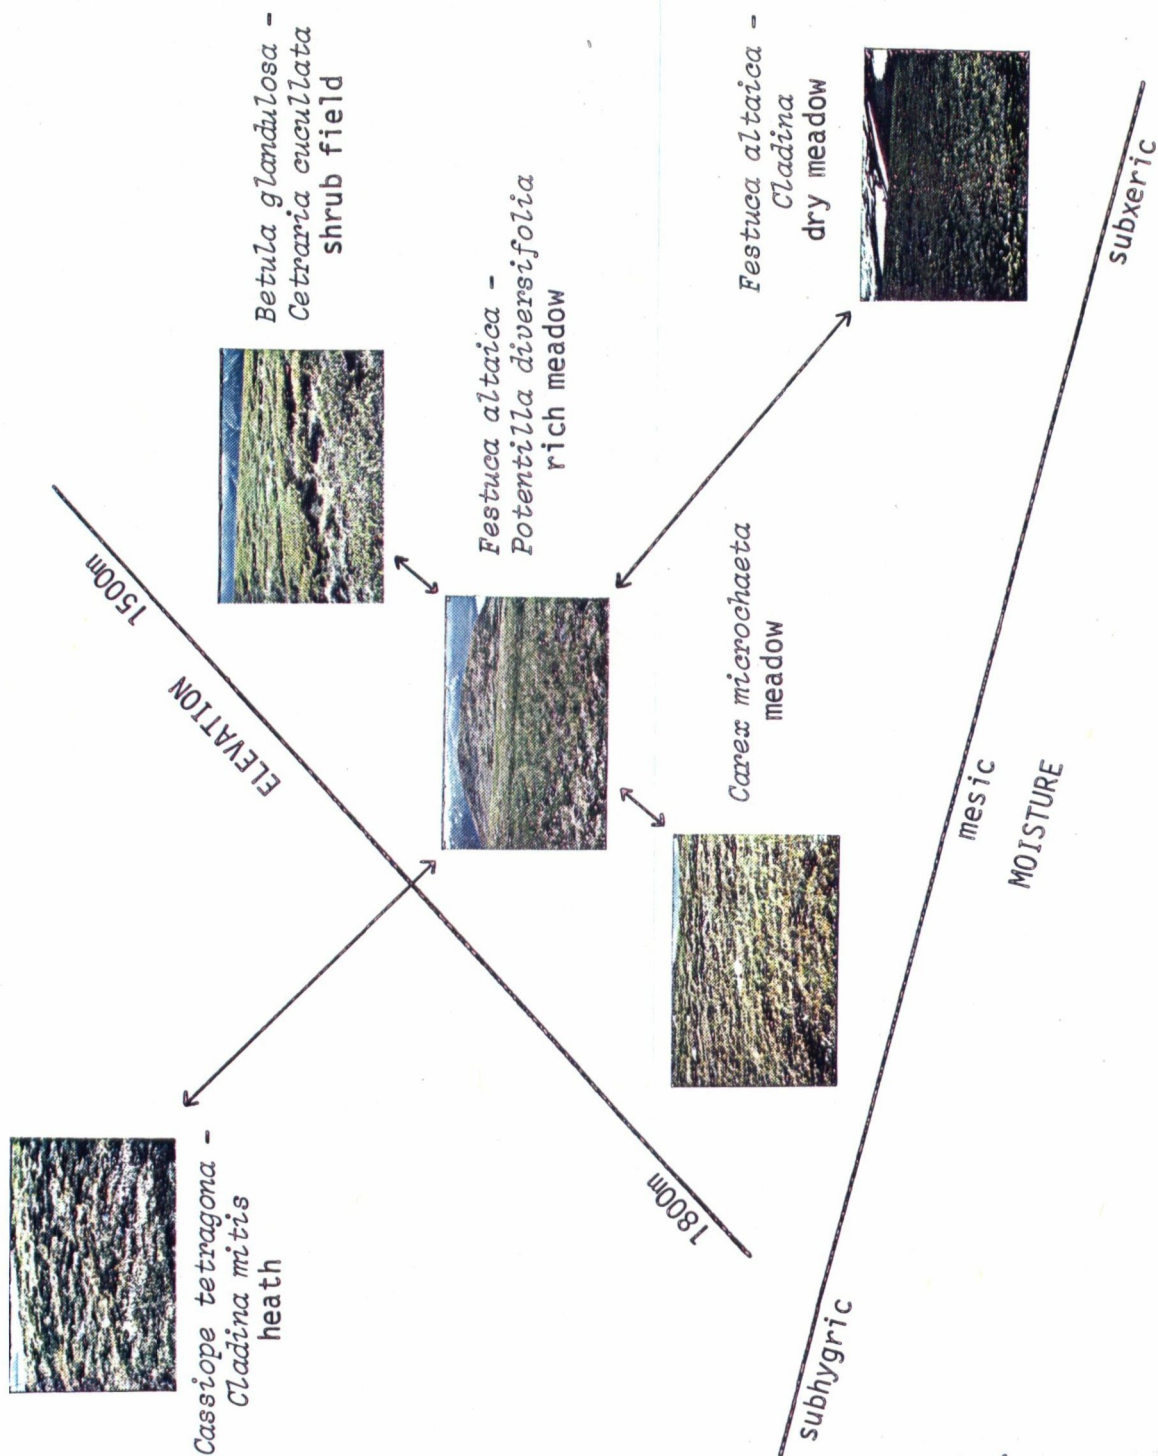 Cassiope tetragona -
Cladina mitis
heath
Betula glandulosa -
Cetraria cucullata
shrub field
1500m
ELEVATION
1800m
Festuca altaica -
Potentilla diversifolia
rich meadow
Carex microchaeta
meadow
Festuca altaica -
Cladina
dry meadow
subhygric
mesic
subxeric
MOISTURE